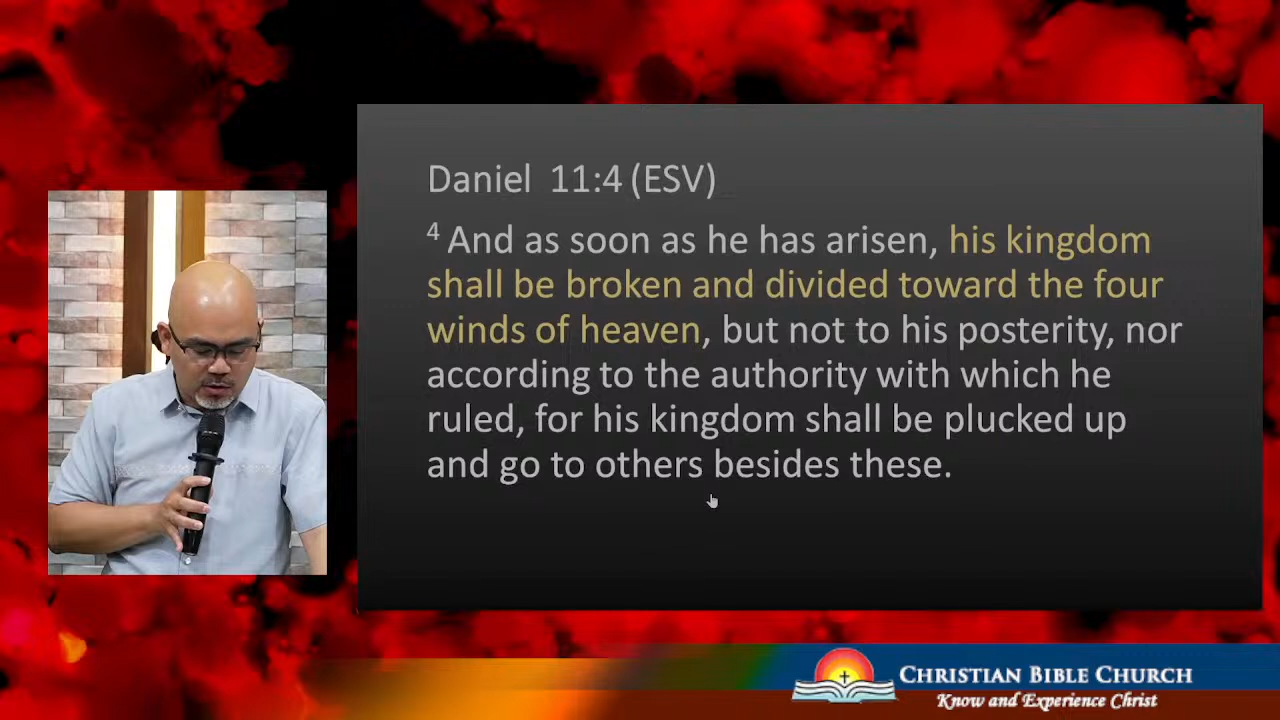 Daniel 11:4 (ESV)
4 And as soon as he has arisen, his kingdom
shall be broken and divided toward the four
winds of heaven, but not to his posterity, nor
according to the authority with which he
ruled, for his kingdom shall be plucked up
and go to others besides these.
CHRISTIAN BIBLE CHURCH
Know and Experience Christ